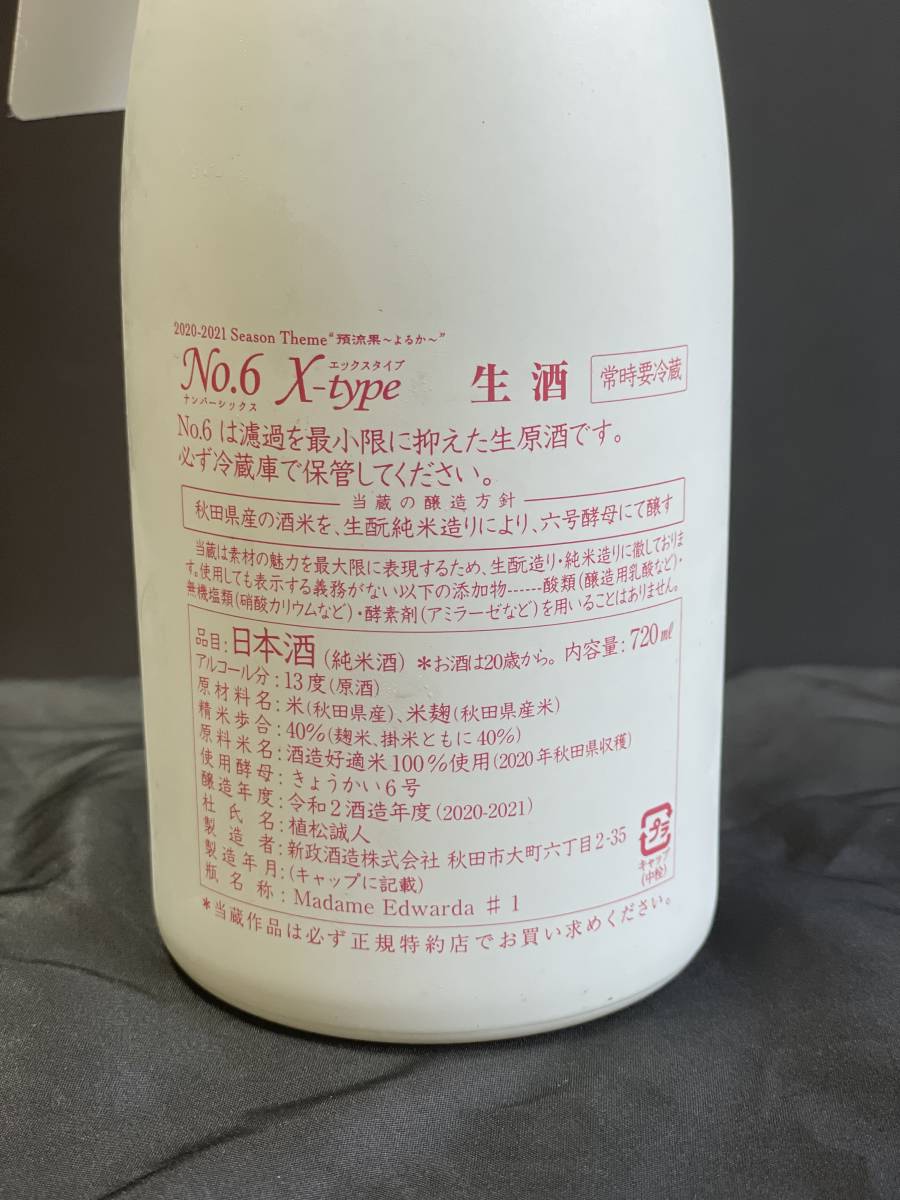 2020-2021 Season Theme“預流果～よるか～”
No.6 X-type 生酒 常時要冷蔵
ナンバーシックス エックスタイプ
No.6 は濾過を最小限に抑えた生原酒です。
必ず冷蔵庫で保管してください。
当蔵の醸造方針
秋田県産の酒米を、生酛純米造りにより、六号酵母にて醸す
当蔵は素材の魅力を最大限に表現するため、生酛造り・純米造りに徹しておりま
す。使用しても表示する義務がない以下の添加物------酸類(醸造用乳酸など)・
無機塩類(硝酸カリウムなど)・酵素剤(アミラーゼなど)を用いることはありません。
品目：日本酒(純米酒) *お酒は20歳から。 内容量：720ml
アルコール分：13度(原酒)
原材料名：米(秋田県産)、米麹(秋田県産米)
精米歩合：40%(麹米、掛米ともに40%)
原料米名：酒造好適米100%使用(2020年秋田県収穫)
使用酵母：きょうかい6号
醸造年度：令和2酒造年度(2020-2021)
杜氏名：植松誠人
製造者：新政酒造株式会社 秋田市大町六丁目2-35
製造年月：(キャップに記載)
瓶名称：Madame Edwarda ♯1
プラ
キャップ
(中栓)
*当蔵作品は必ず正規特約店でお買い求めください。